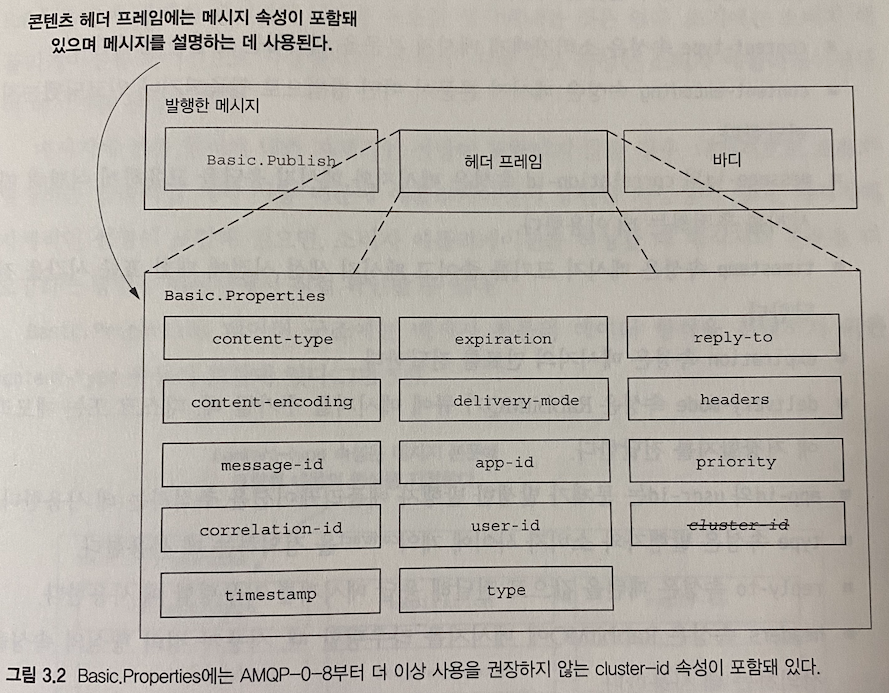 콘텐츠 헤더 프레임에는 메시지 속성이 포함돼
있으며 메시지를 설명하는 데 사용된다.
발행한 메시지
Basic.Publish
헤더 프레임
바디
Basic.Properties
content-type
expiration
reply-to
content-encoding
delivery-mode
headers
message-id
app-id
priority
correlation-id
user-id
cluster-id
timestamp
type
그림 3.2 Basic.Properties에는 AMQP-0-8부터 더 이상 사용을 권장하지 않는 cluster-id 속성이 포함돼 있다.